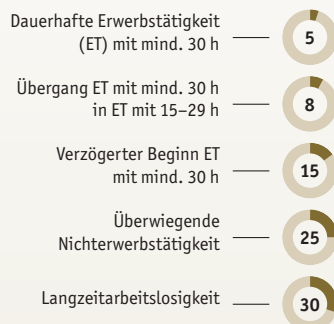 Dauerhafte Erwerbstätigkeit
(ET) mit mind. 30 h
5
Übergang ET mit mind. 30 h
in ET mit 15–29 h
8
Verzögerter Beginn ET
mit mind. 30 h
15
Überwiegende
Nichterwerbstätigkeit
25
Langzeitarbeitslosigkeit
30